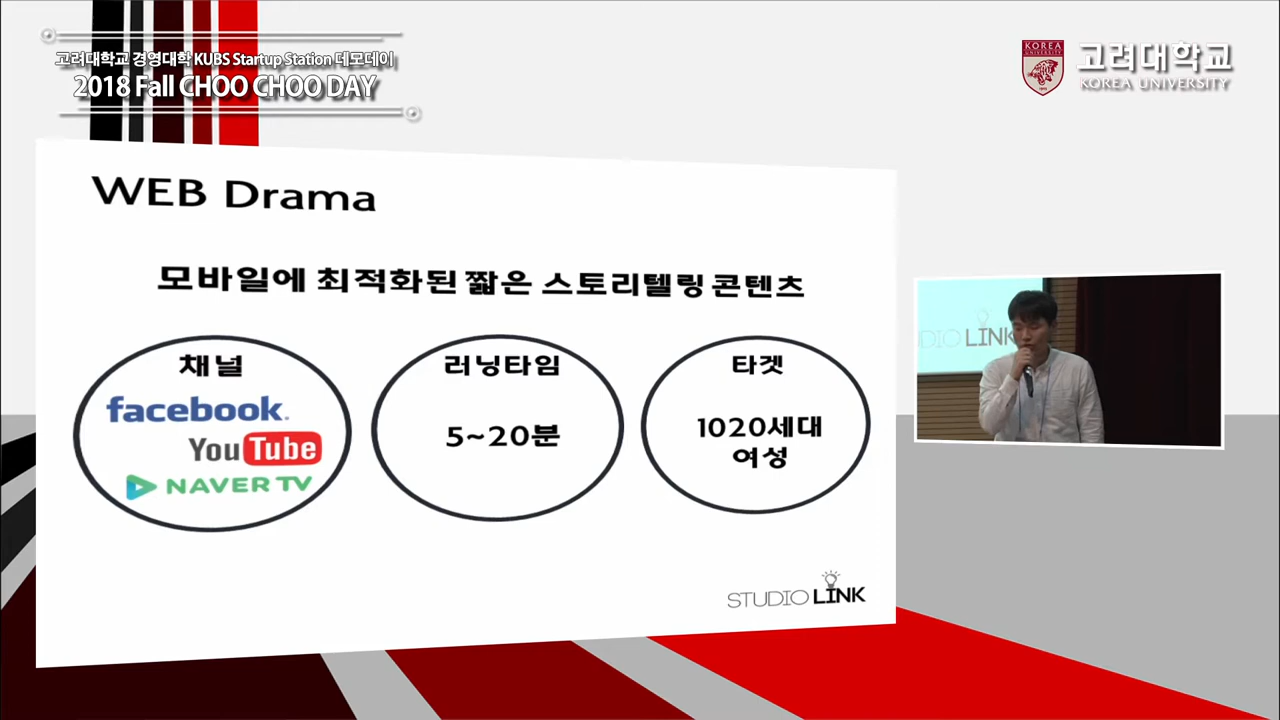 고려대학교 경영대학 KUBS Startup Station 데모데이
2018 Fall CHOO CHOO DAY
KOREA
UNIVERSITY
1905
고려대학교
KOREA UNIVERSITY
WEB Drama
모바일에 최적화된 짧은 스토리텔링 콘텐츠
채널
facebook.
YouTube
NAVER TV
러닝타임
5~20분
타겟
1020세대
여성
STUDIO LINK
DIO LINK